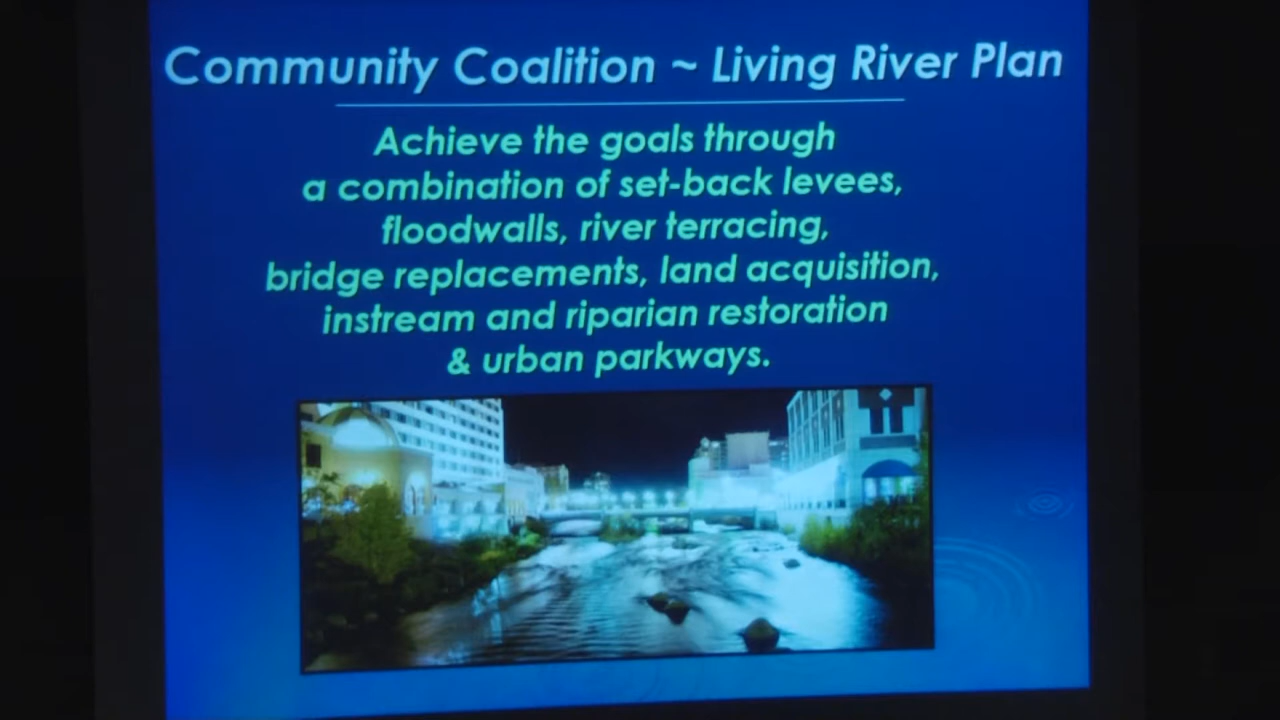 Community Coalition ~ Living River Plan
Achieve the goals through
a combination of set-back levees,
floodwalls, river terracing,
bridge replacements, land acquisition,
instream and riparian restoration
& urban parkways.